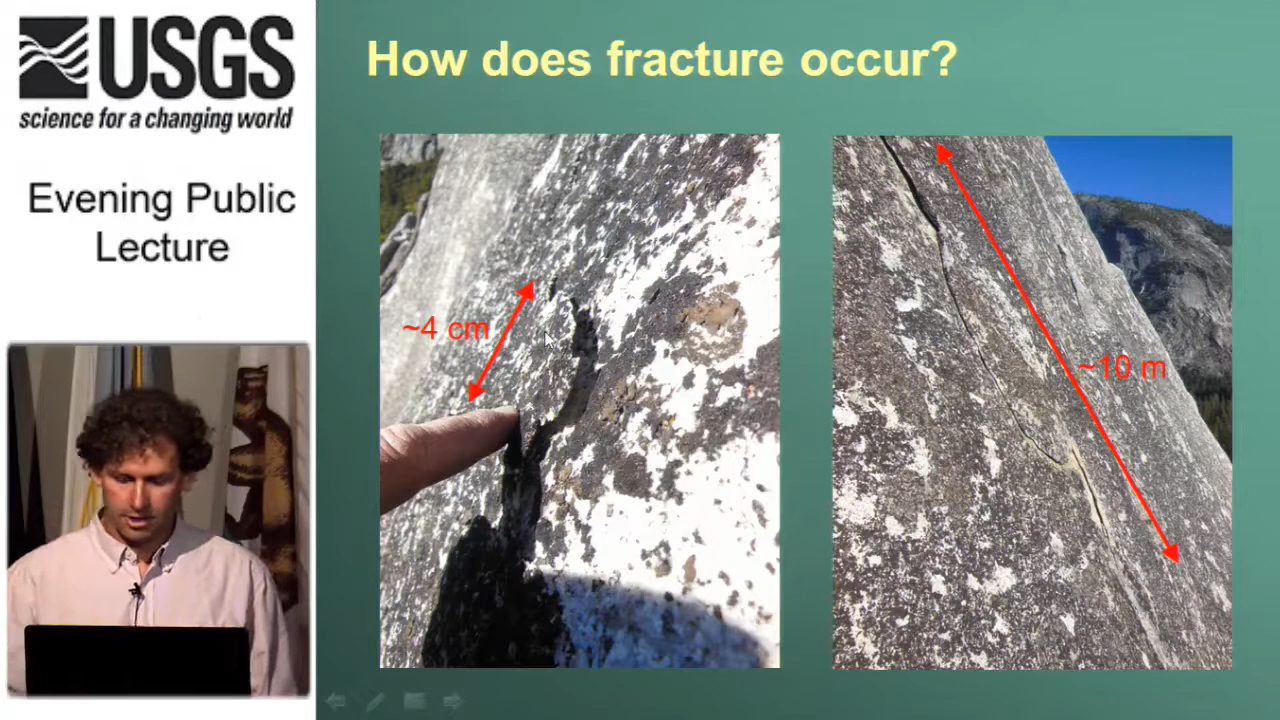 USGS
science for a changing world
Evening Public
Lecture
How does fracture occur?
~4 cm
~10 m